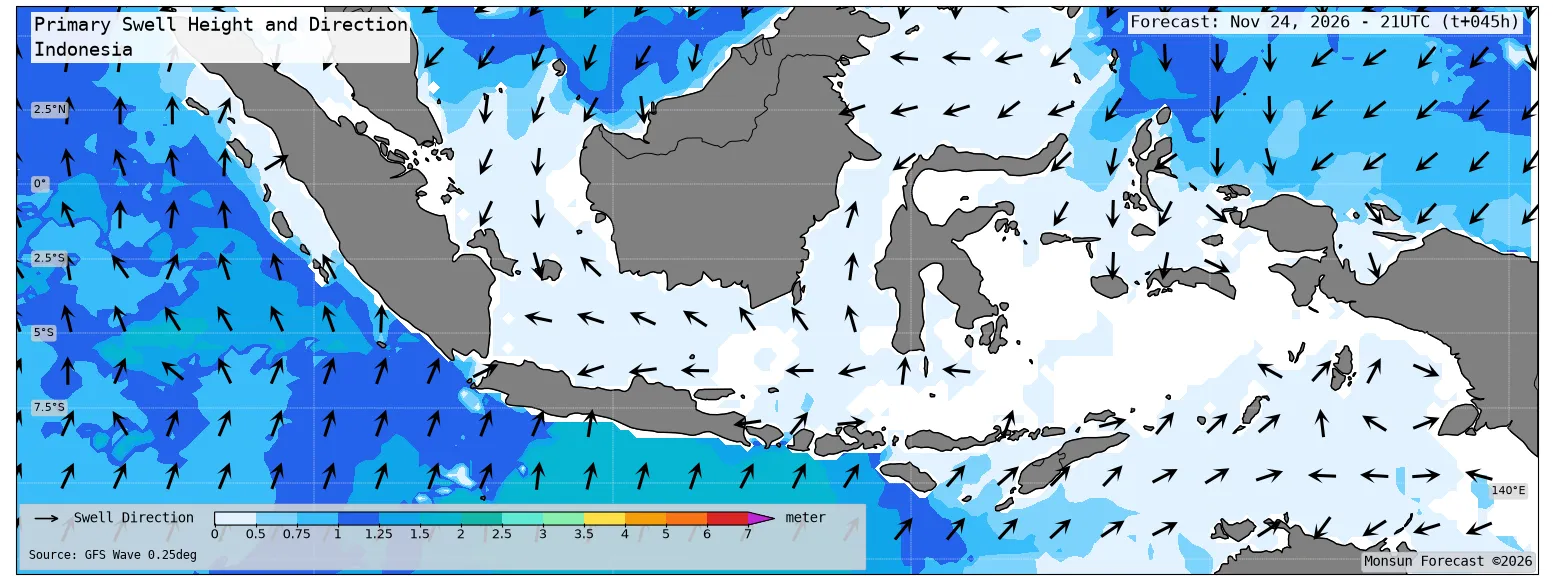 Primary Swell Height and Direction
Indonesia
Forecast: Nov 24, 2026 - 21UTC (t+045h)
2.5°N
0°
2.5°S
5°S
7.5°S
140°E
Swell Direction
0 0.5 0.75 1 1.25 1.5 2 2.5 3 3.5 4 5 6 7
meter
Source: GFS Wave 0.25deg
Monsun Forecast ©2026